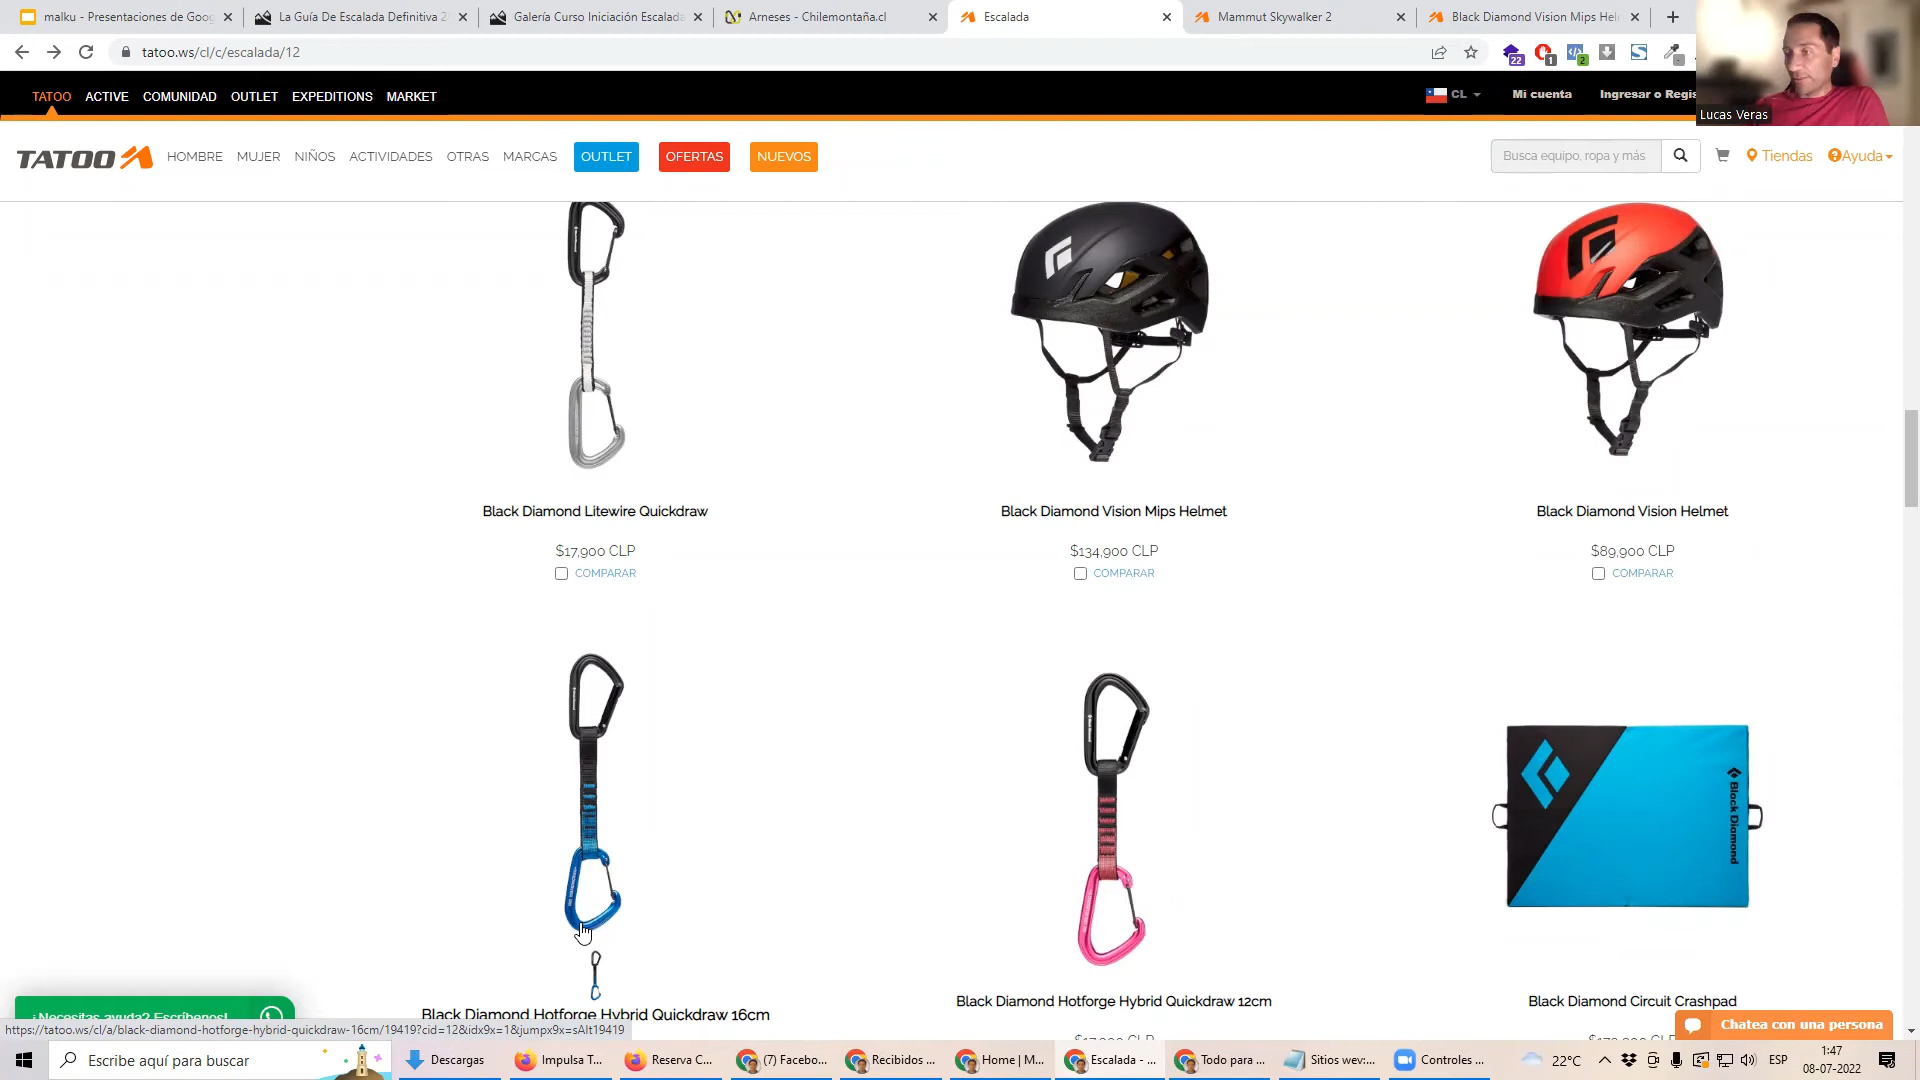 malku - Presentaciones de Goog
La Guía De Escalada Definitiva 2
Galería Curso Iniciación Escalada
Arneses - Chilemontaña.cl
Escalada
Mammut Skywalker 2
Black Diamond Vision Mips Hel
tatoo.ws/cl/c/escalada/12
22
1
2
Lucas Veras
TATOO ACTIVE COMUNIDAD OUTLET EXPEDITIONS MARKET
CL
Mi cuenta
Ingresar o Regis
TATOO
HOMBRE MUJER NIÑOS ACTIVIDADES OTRAS MARCAS OUTLET OFERTAS NUEVOS
Busca equipo, ropa y más
Tiendas
Ayuda
Black Diamond Litewire Quickdraw
$17,900 CLP
COMPARAR
Black Diamond Vision Mips Helmet
$134,900 CLP
COMPARAR
Black Diamond Vision Helmet
$89,900 CLP
COMPARAR
Black Diamond
Black Diamond Hotforge Hybrid Quickdraw 16cm
Black Diamond Hotforge Hybrid Quickdraw 12cm
Black Diamond Circuit Crashpad
¿Necesitas ayuda? Escríbenos!
https://tatoo.ws/cl/a/black-diamond-hotforge-hybrid-quickdraw-16cm/19419?cid=12&idx9x=1&jumpx9x=sAlt19419
Chatea con una persona
Escribe aquí para buscar
Descargas
Impulsa T...
Reserva C...
(7) Facebo...
Recibidos ...
Home | M...
Escalada - ...
Todo para ...
Sitios wev:...
Controles ...
22°C
ESP
1:47
08-07-2022